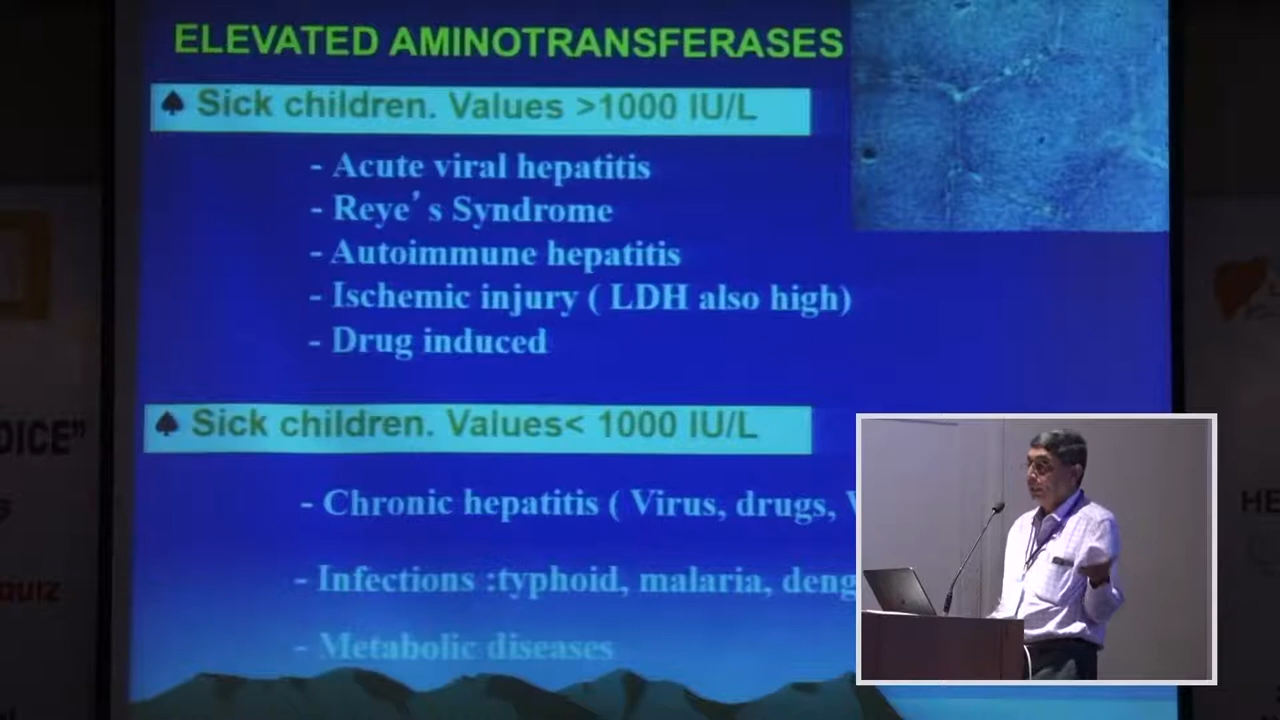 ELEVATED AMINOTRANSFERASES
♠ Sick children. Values >1000 IU/L
- Acute viral hepatitis
- Reye's Syndrome
- Autoimmune hepatitis
- Ischemic injury ( LDH also high)
- Drug induced
♠ Sick children. Values< 1000 IU/L
- Chronic hepatitis ( Virus, drugs,
- Infections :typhoid, malaria,
- Metabolic diseases